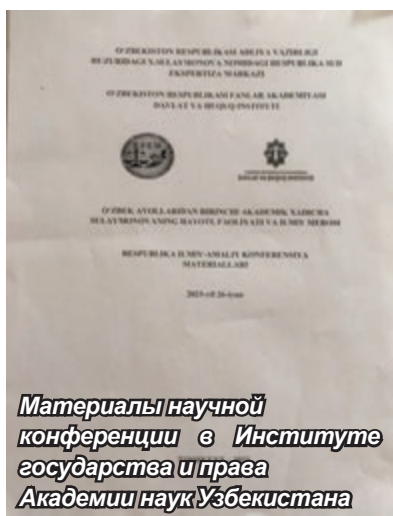 O'ZBEKISTON RESPUBLIKASI ADLIYA VAZIRLIGI
HUZURIDAGI X.SULAYMONOVA NOMIDAGI RESPUBLIKA SUD
EKSPERTIZA MARKAZI
O'ZBEKISTON RESPUBLIKASI FANLAR AKADEMIYASI
DAVLAT VA HUQUQ INSTITUTI
O'ZBEK AYOLLARIDAN BIRINCHI AKADEMIK XADICHA
SULAYMONOVANING HAYOTI, FAOLIYATI VA ILMIY MEROSI
RESPUBLIKA ILMIY-AMALIY KONFERENSIYA
MATERIALLARI
2023-yil 26-iyun
Материалы научной
конференции в Институте
государства и права
Академии наук Узбекистана